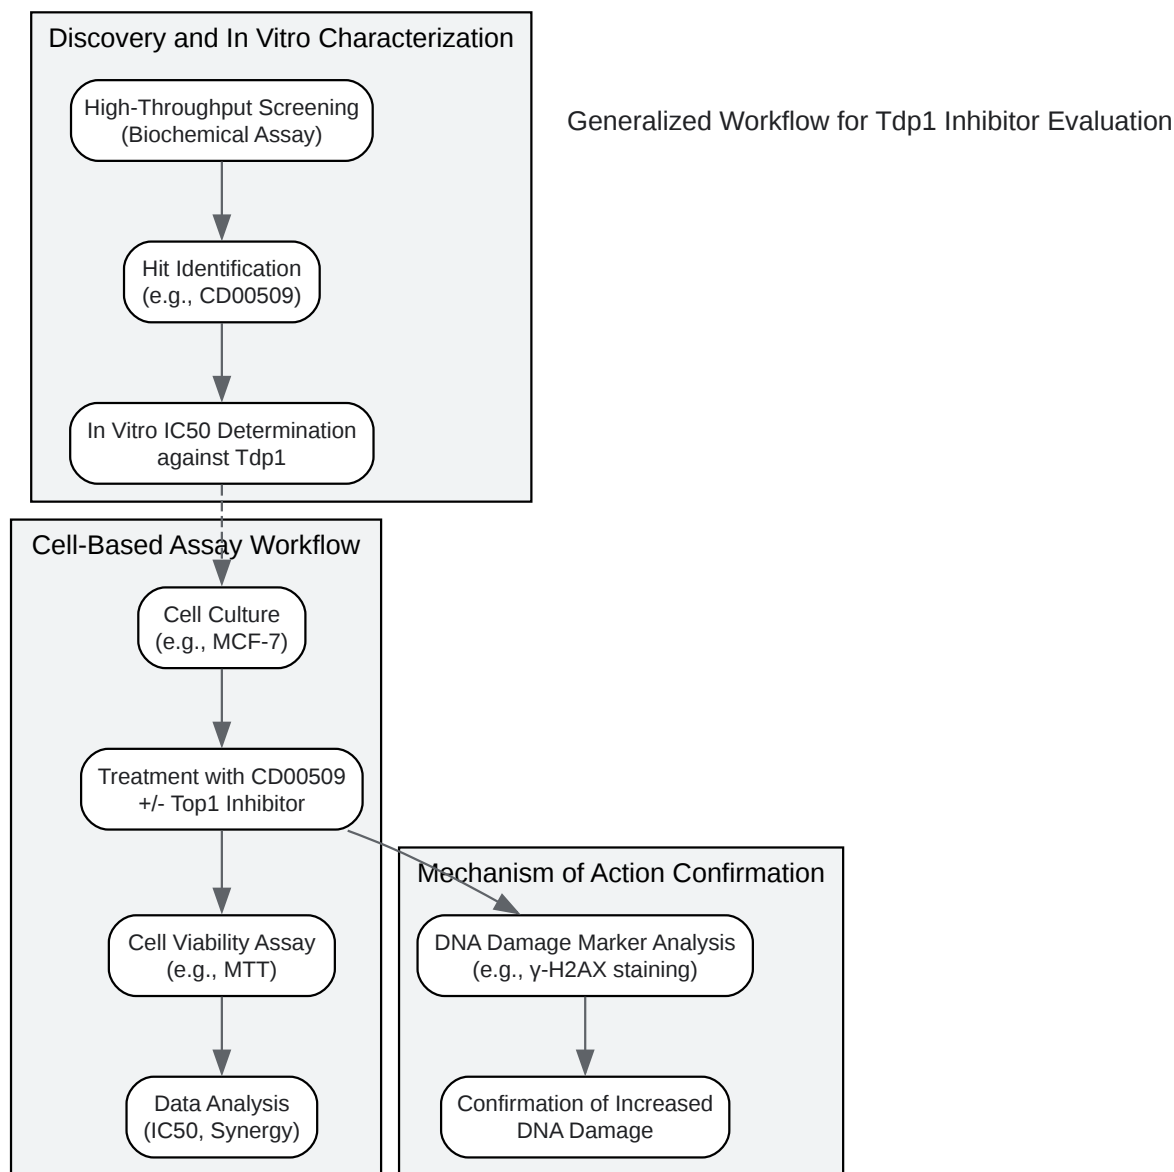 Discovery and In Vitro Characterization
High-Throughput Screening
(Biochemical Assay)
Generalized Workflow for Tdp1 Inhibitor Evaluation
Hit Identification
(e.g., CD00509)
In Vitro IC50 Determination
against Tdp1
Cell-Based Assay Workflow
Cell Culture
(e.g., MCF-7)
Treatment with CD00509
+/- Top1 Inhibitor
Cell Viability Assay
(e.g., MTT)
Data Analysis
(IC50, Synergy)
Mechanism of Action Confirmation
DNA Damage Marker Analysis
(e.g., γ-H2AX staining)
Confirmation of Increased
DNA Damage